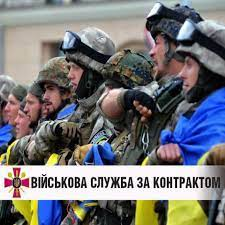 ВІЙСЬКОВА СЛУЖБА ЗА КОНТРАКТОМ